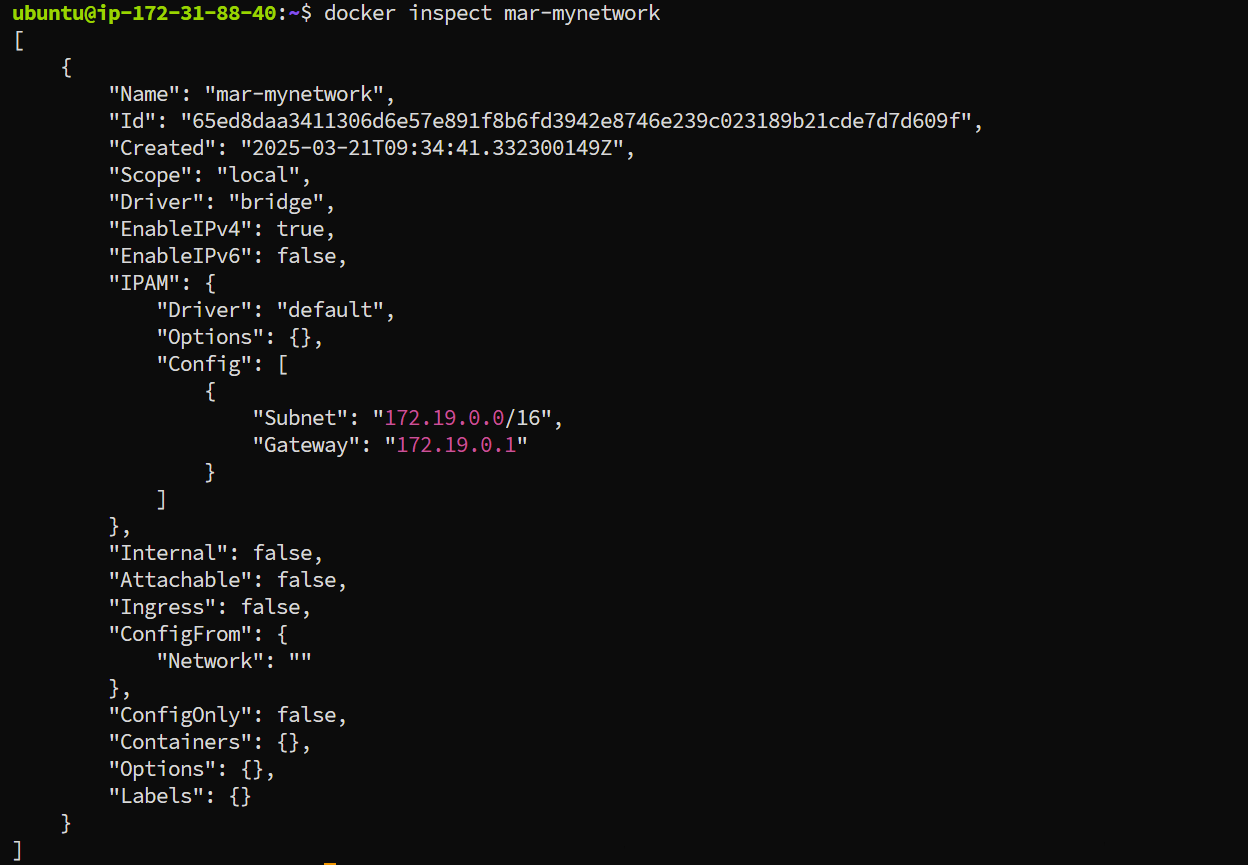 ubuntu@ip-172-31-88-40:~$ docker inspect mar-mynetwork
[
    {
        "Name": "mar-mynetwork",
        "Id": "65ed8daa3411306d6e57e891f8b6fd3942e8746e239c023189b21cde7d7d609f",
        "Created": "2025-03-21T09:34:41.332300149Z",
        "Scope": "local",
        "Driver": "bridge",
        "EnableIPv4": true,
        "EnableIPv6": false,
        "IPAM": {
            "Driver": "default",
            "Options": {},
            "Config": [
                {
                    "Subnet": "172.19.0.0/16",
                    "Gateway": "172.19.0.1"
                }
            ]
        },
        "Internal": false,
        "Attachable": false,
        "Ingress": false,
        "ConfigFrom": {
            "Network": ""
        },
        "ConfigOnly": false,
        "Containers": {},
        "Options": {},
        "Labels": {}
    }
]